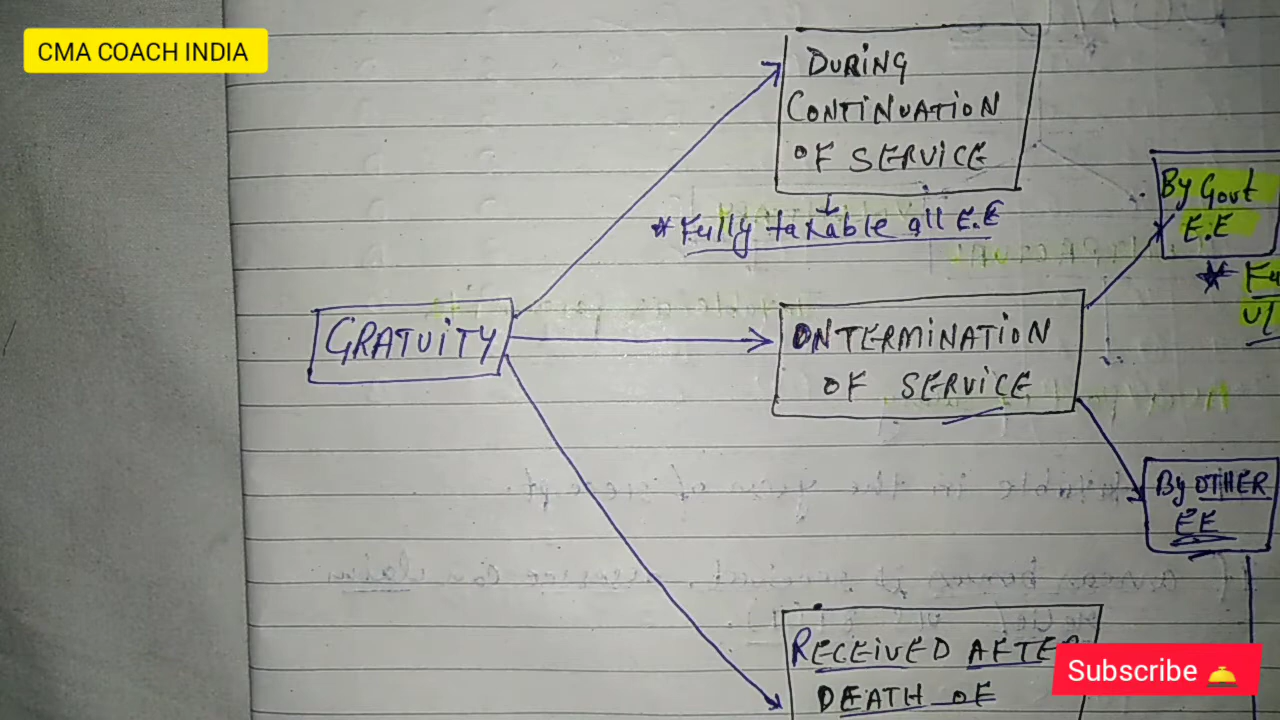 CMA COACH INDIA
DURING
CONTINUATION
OF SERVICE
* Fully taxable all E.E
GRATUITY
ON TERMINATION
OF SERVICE
By Govt
E.E
By OTHER
EE
RECEIVED AFTER
DEATH OF
Subscribe